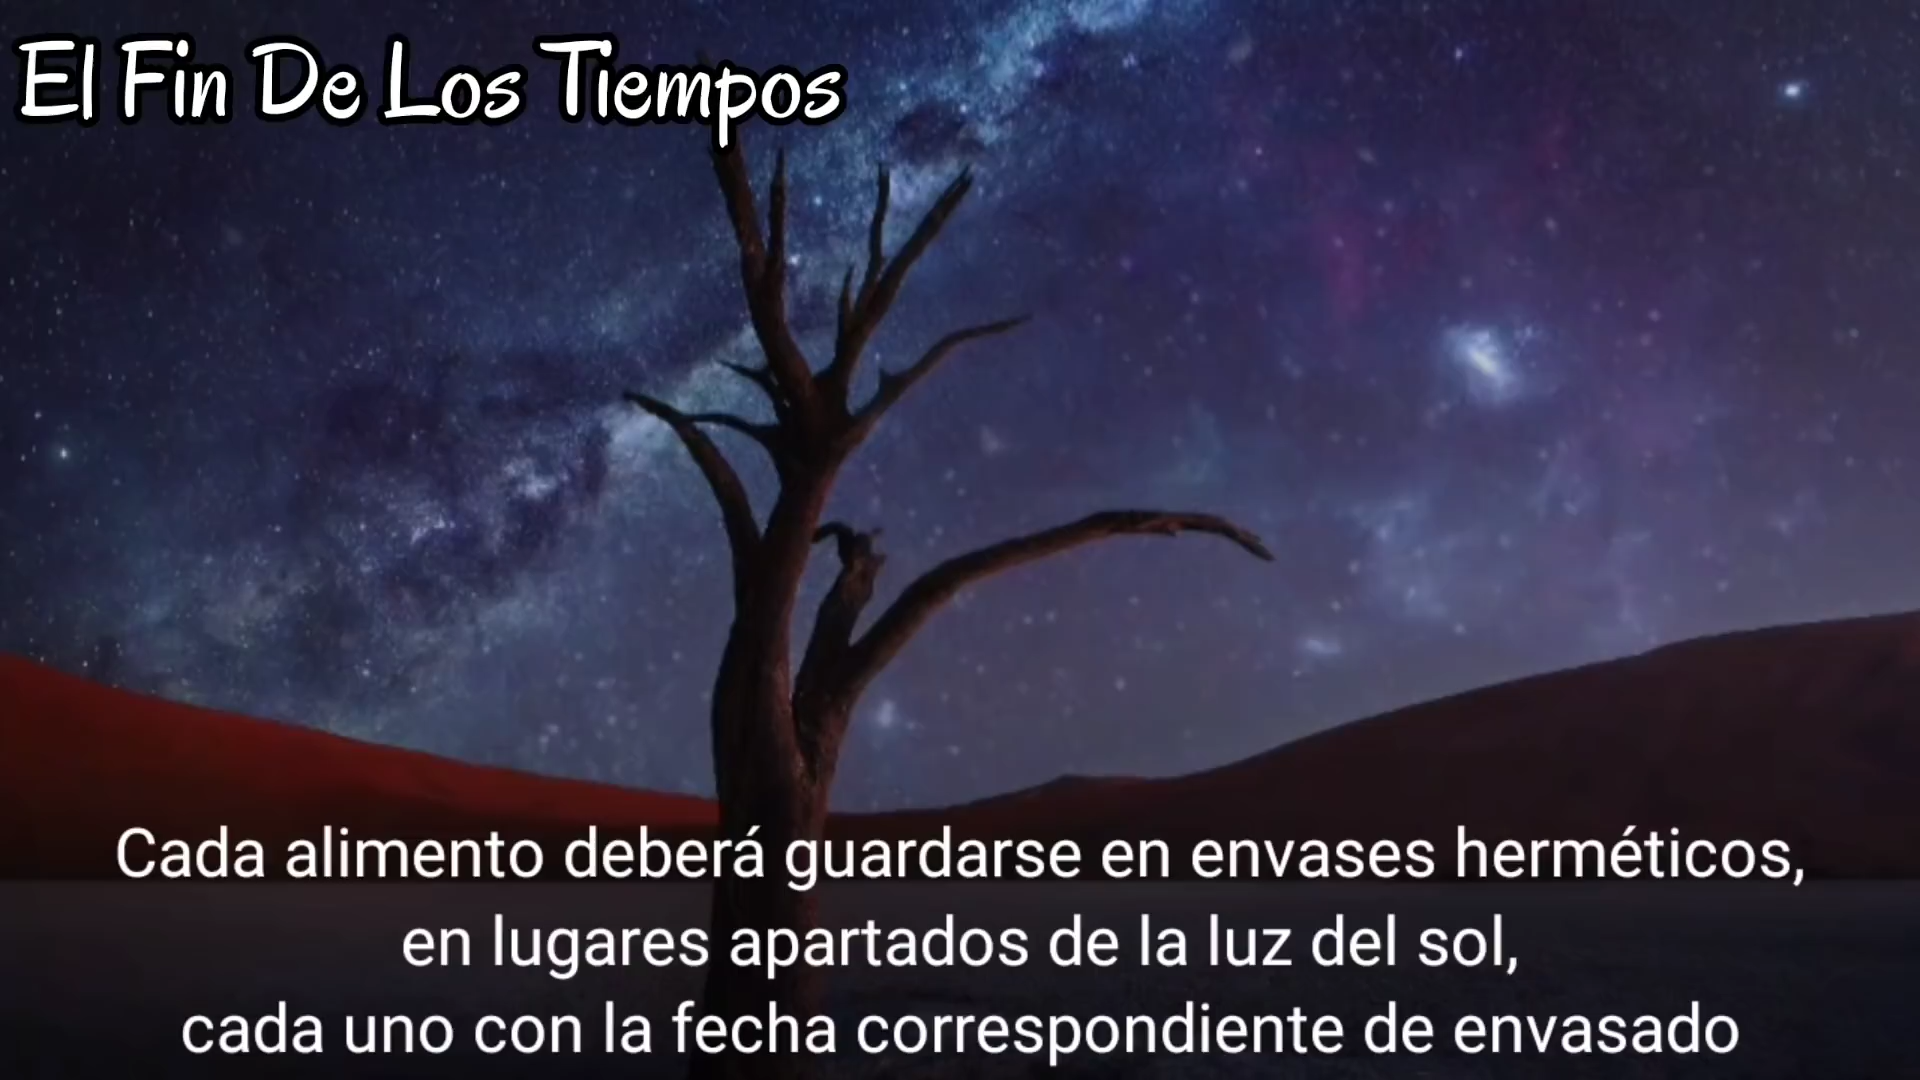 El Fin De Los Tiempos
Cada alimento deberá guardarse en envases herméticos,
en lugares apartados de la luz del sol,
cada uno con la fecha correspondiente de envasado